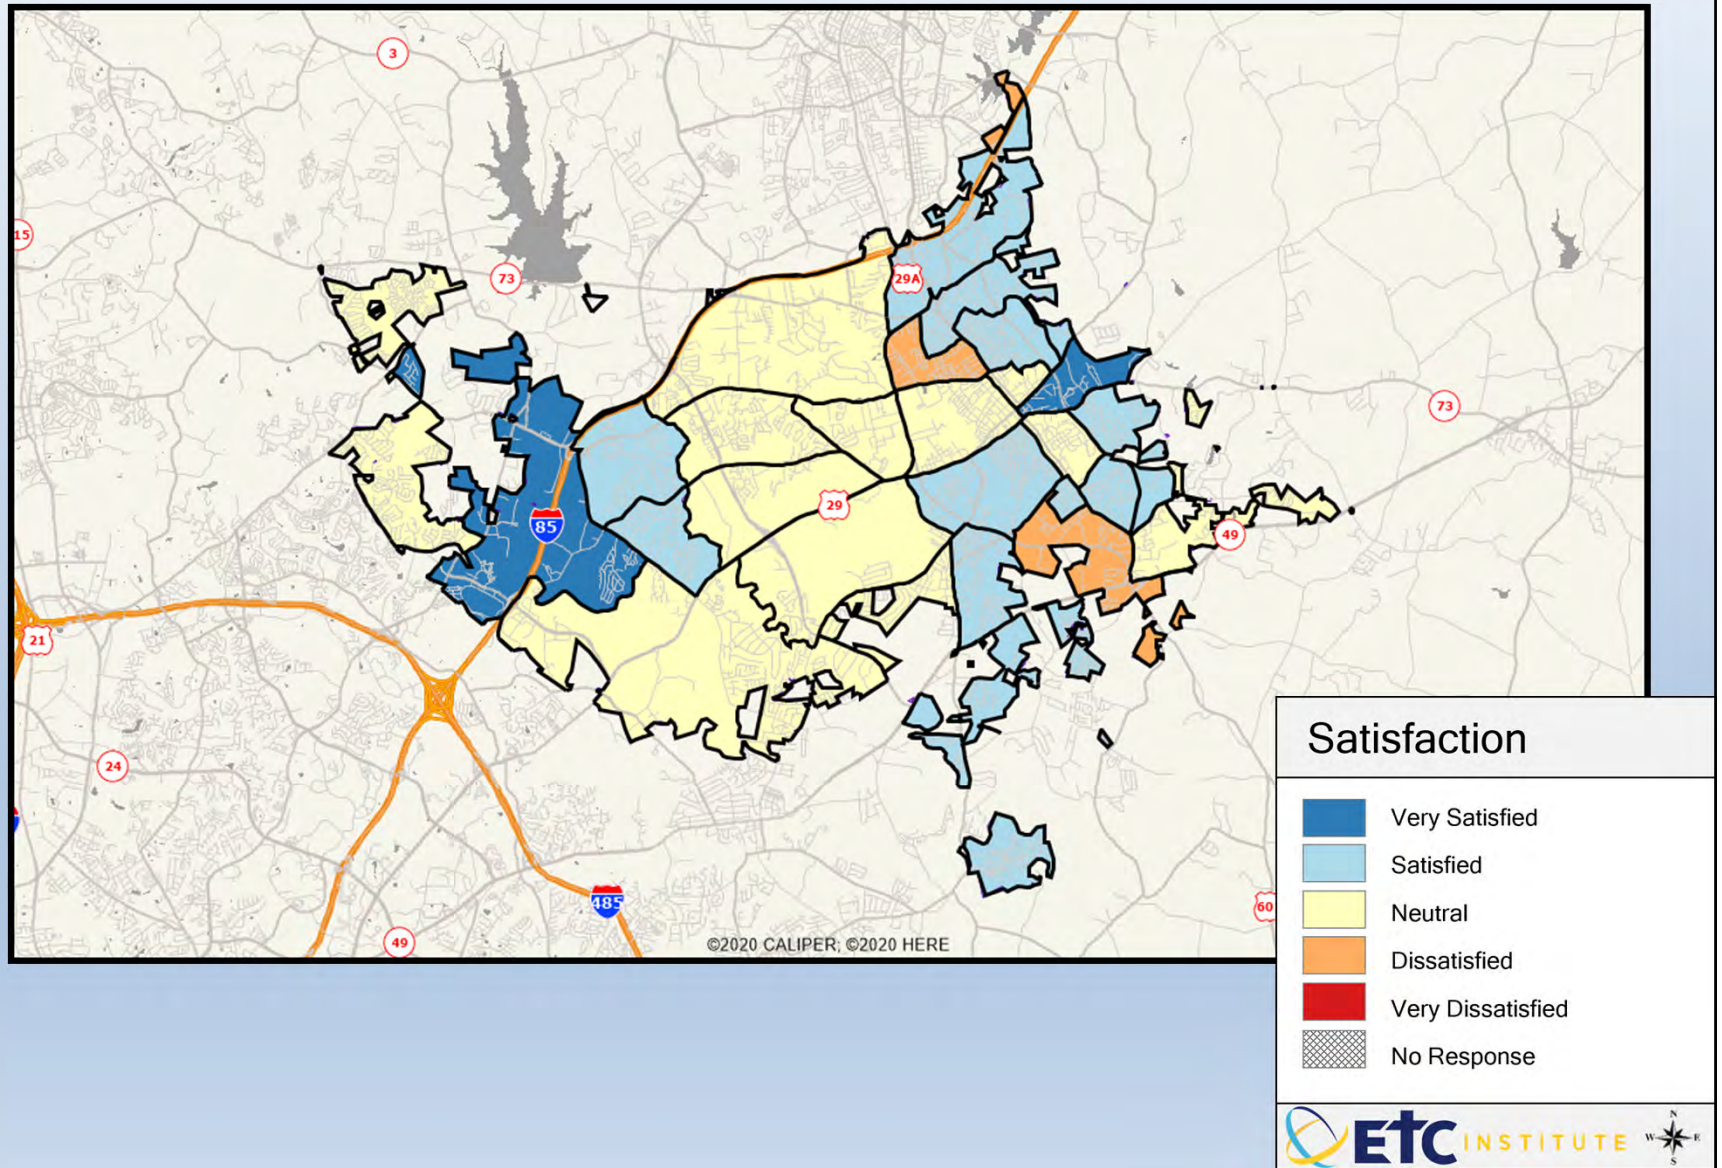 3
15
73
29A
73
29
85
49
21
24
485
60
49
©2020 CALIPER; ©2020 HERE
Satisfaction
Very Satisfied
Satisfied
Neutral
Dissatisfied
Very Dissatisfied
No Response
ETC INSTITUTE
N
W E
S